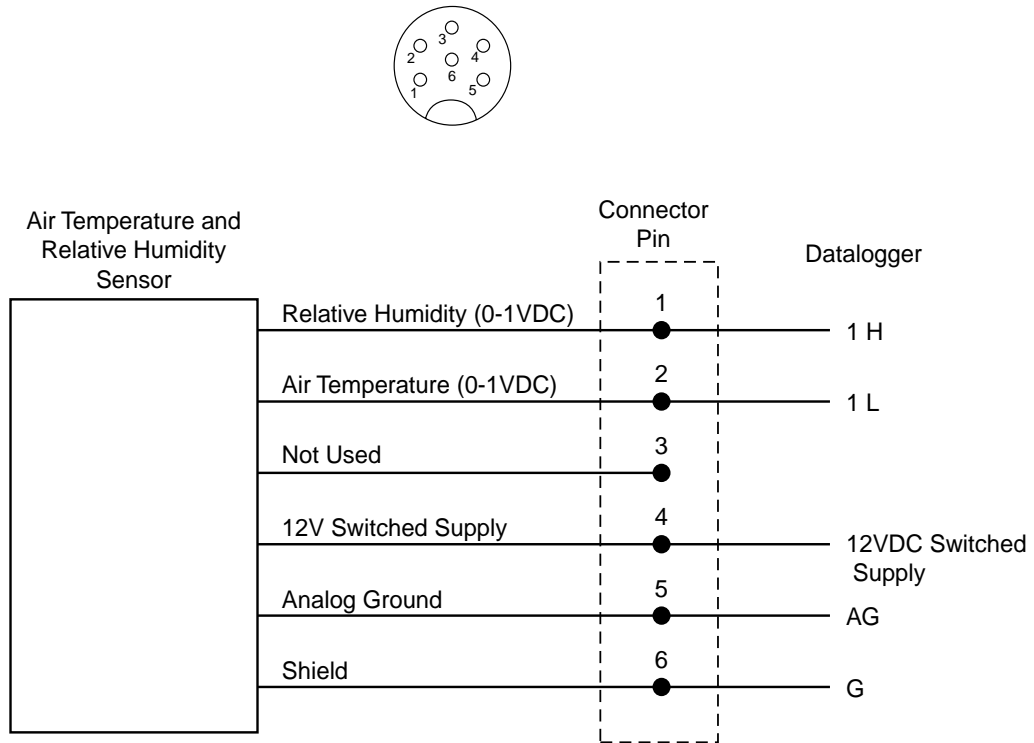 3
2
4
6
1
5
Air Temperature and
Relative Humidity
Sensor
Connector
Pin
Datalogger
Relative Humidity (0-1VDC)
1
1 H
Air Temperature (0-1VDC)
2
1 L
Not Used
3
12V Switched Supply
4
12VDC Switched
Supply
Analog Ground
5
AG
Shield
6
G